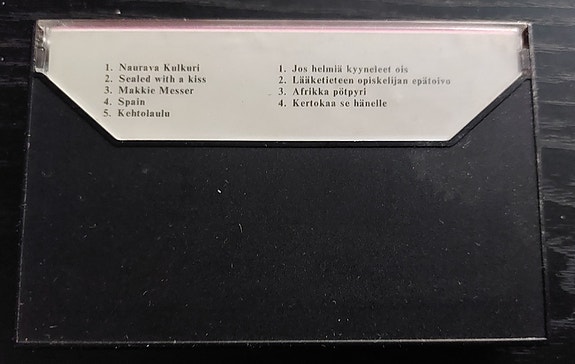 1. Naurava Kulkuri
2. Sealed with a kiss
3. Makkie Messer
4. Spain
5. Kehtolaulu
1. Jos helmiä kyyneleet ois
2. Lääketieteen opiskelijan epätoivo
3. Afrikka pötpyri
4. Kertokaa se hänelle